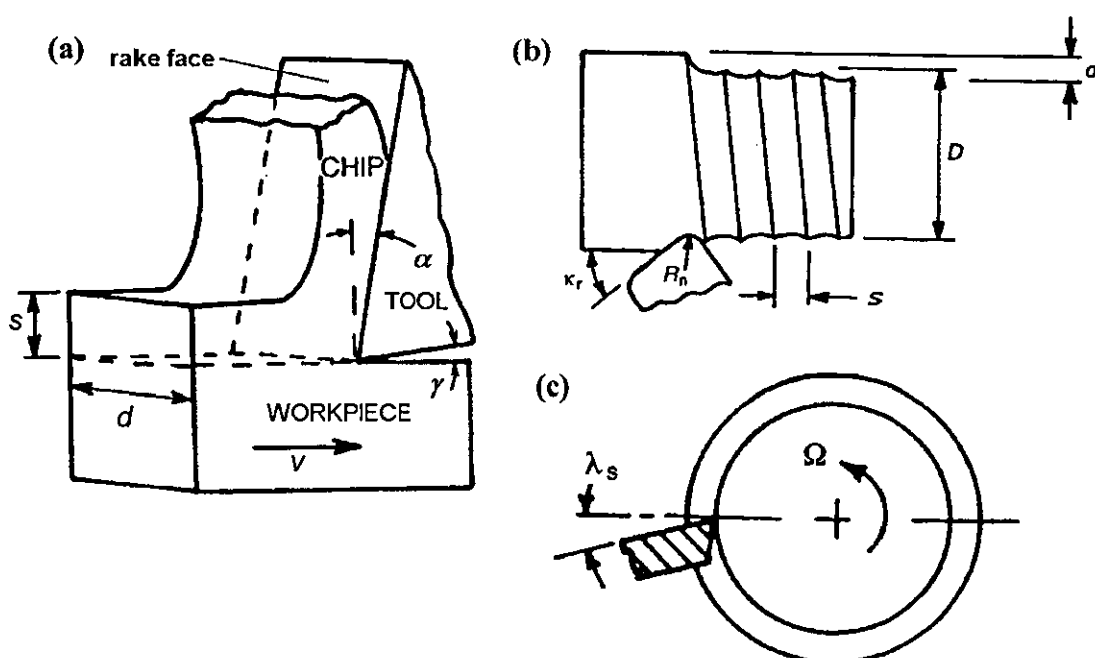 (a)
rake face
CHIP
α
TOOL
s
γ
d
WORKPIECE
V
(b)
d
D
κr
Rn
s
(c)
λs
Ω